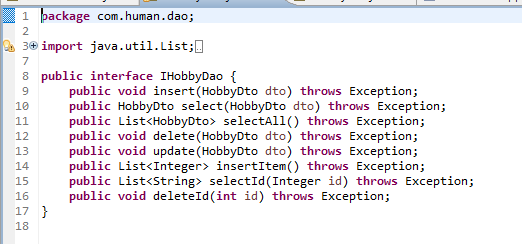 1 package com.human.dao;
2
3 import java.util.List;
7
8 public interface IHobbyDao {
9 public void insert(HobbyDto dto) throws Exception;
10 public HobbyDto select(HobbyDto dto) throws Exception;
11 public List<HobbyDto> selectAll() throws Exception;
12 public void delete(HobbyDto dto) throws Exception;
13 public void update(HobbyDto dto) throws Exception;
14 public List<Integer> insertItem() throws Exception;
15 public List<String> selectId(Integer id) throws Exception;
16 public void deleteId(int id) throws Exception;
17 }
18